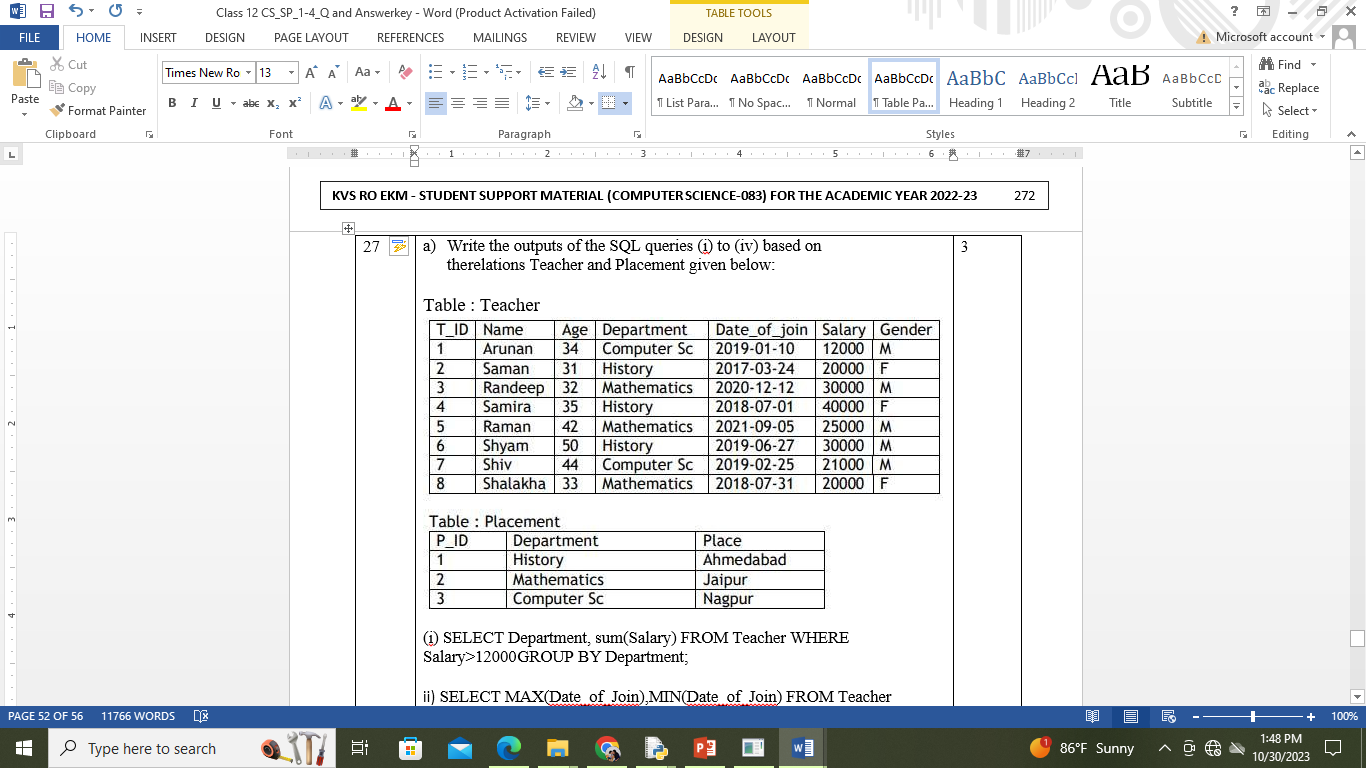 Class 12 CS_SP_1-4_Q and Answerkey - Word (Product Activation Failed)
TABLE TOOLS
FILE HOME INSERT DESIGN PAGE LAYOUT REFERENCES MAILINGS REVIEW VIEW DESIGN LAYOUT Microsoft account
Paste
Cut
Copy
Format Painter
Clipboard
Times New Ro 13
Font
Paragraph
AaBbCcDc AaBbCcDc AaBbCcDc AaBbCcDc AaBbC AaBbCcl AaB AaBbCcD
¶ List Para... ¶ No Spac... ¶ Normal ¶ Table Pa... Heading 1 Heading 2 Title Subtitle
Styles
Find
Replace
Select
Editing
1 2 3 4 5 6 7
KVS RO EKM - STUDENT SUPPORT MATERIAL (COMPUTER SCIENCE-083) FOR THE ACADEMIC YEAR 2022-23 272
27 a) Write the outputs of the SQL queries (i) to (iv) based on 3
therelations Teacher and Placement given below:
Table : Teacher
T_ID Name Age Department Date_of_join Salary Gender
1 Arunan 34 Computer Sc 2019-01-10 12000 M
2 Saman 31 History 2017-03-24 20000 F
3 Randeep 32 Mathematics 2020-12-12 30000 M
4 Samira 35 History 2018-07-01 40000 F
5 Raman 42 Mathematics 2021-09-05 25000 M
6 Shyam 50 History 2019-06-27 30000 M
7 Shiv 44 Computer Sc 2019-02-25 21000 M
8 Shalakha 33 Mathematics 2018-07-31 20000 F
Table : Placement
P_ID Department Place
1 History Ahmedabad
2 Mathematics Jaipur
3 Computer Sc Nagpur
(i) SELECT Department, sum(Salary) FROM Teacher WHERE
Salary>12000GROUP BY Department;
ii) SELECT MAX(Date_of_Join),MIN(Date_of_Join) FROM Teacher
PAGE 52 OF 56 11766 WORDS 100%
Type here to search
86°F Sunny
1:48 PM
10/30/2023